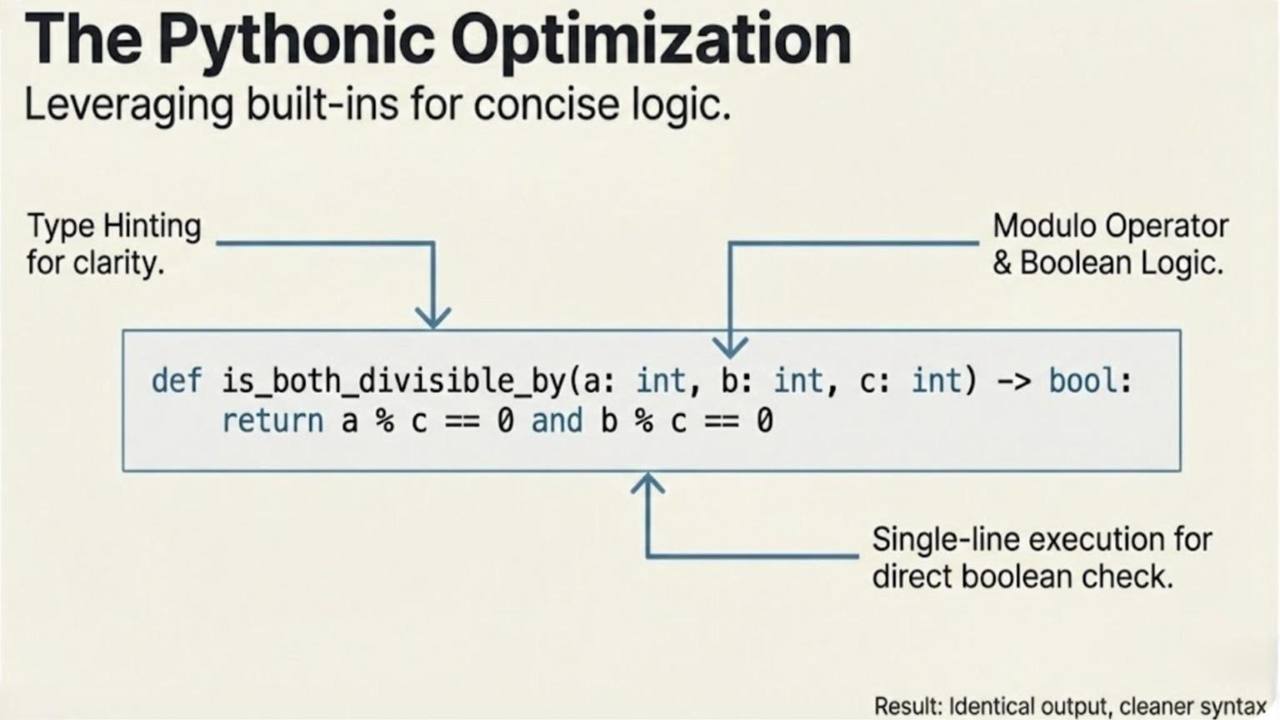 The Pythonic Optimization
Leveraging built-ins for concise logic.
Type Hinting
for clarity.
Modulo Operator
& Boolean Logic.
def is_both_divisible_by(a: int, b: int, c: int) -> bool:
    return a % c == 0 and b % c == 0
Single-line execution for
direct boolean check.
Result: Identical output, cleaner syntax